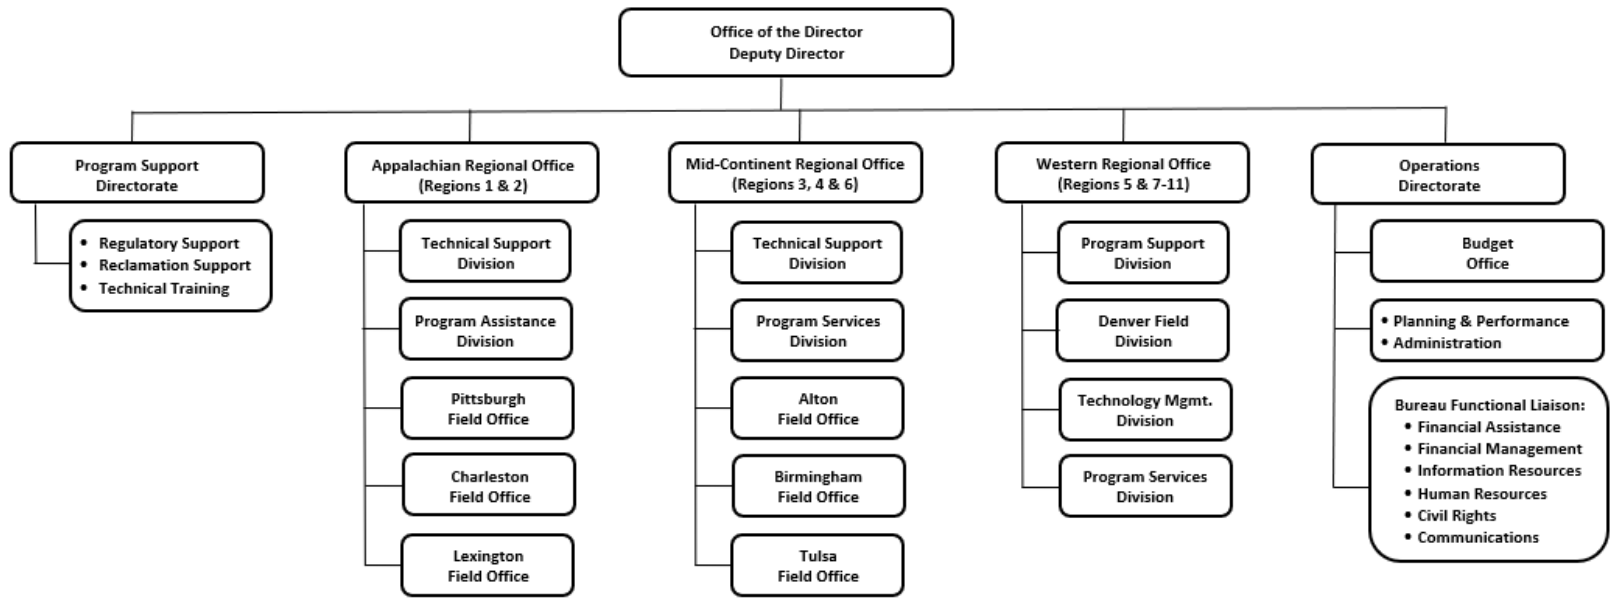 Office of the Director
Deputy Director
Program Support
Directorate
• Regulatory Support
• Reclamation Support
• Technical Training
Appalachian Regional Office
(Regions 1 & 2)
Technical Support
Division
Program Assistance
Division
Pittsburgh
Field Office
Charleston
Field Office
Lexington
Field Office
Mid-Continent Regional Office
(Regions 3, 4 & 6)
Technical Support
Division
Program Services
Division
Alton
Field Office
Birmingham
Field Office
Tulsa
Field Office
Western Regional Office
(Regions 5 & 7-11)
Program Support
Division
Denver Field
Division
Technology Mgmt.
Division
Program Services
Division
Operations
Directorate
Budget
Office
• Planning & Performance
• Administration
Bureau Functional Liaison:
• Financial Assistance
• Financial Management
• Information Resources
• Human Resources
• Civil Rights
• Communications